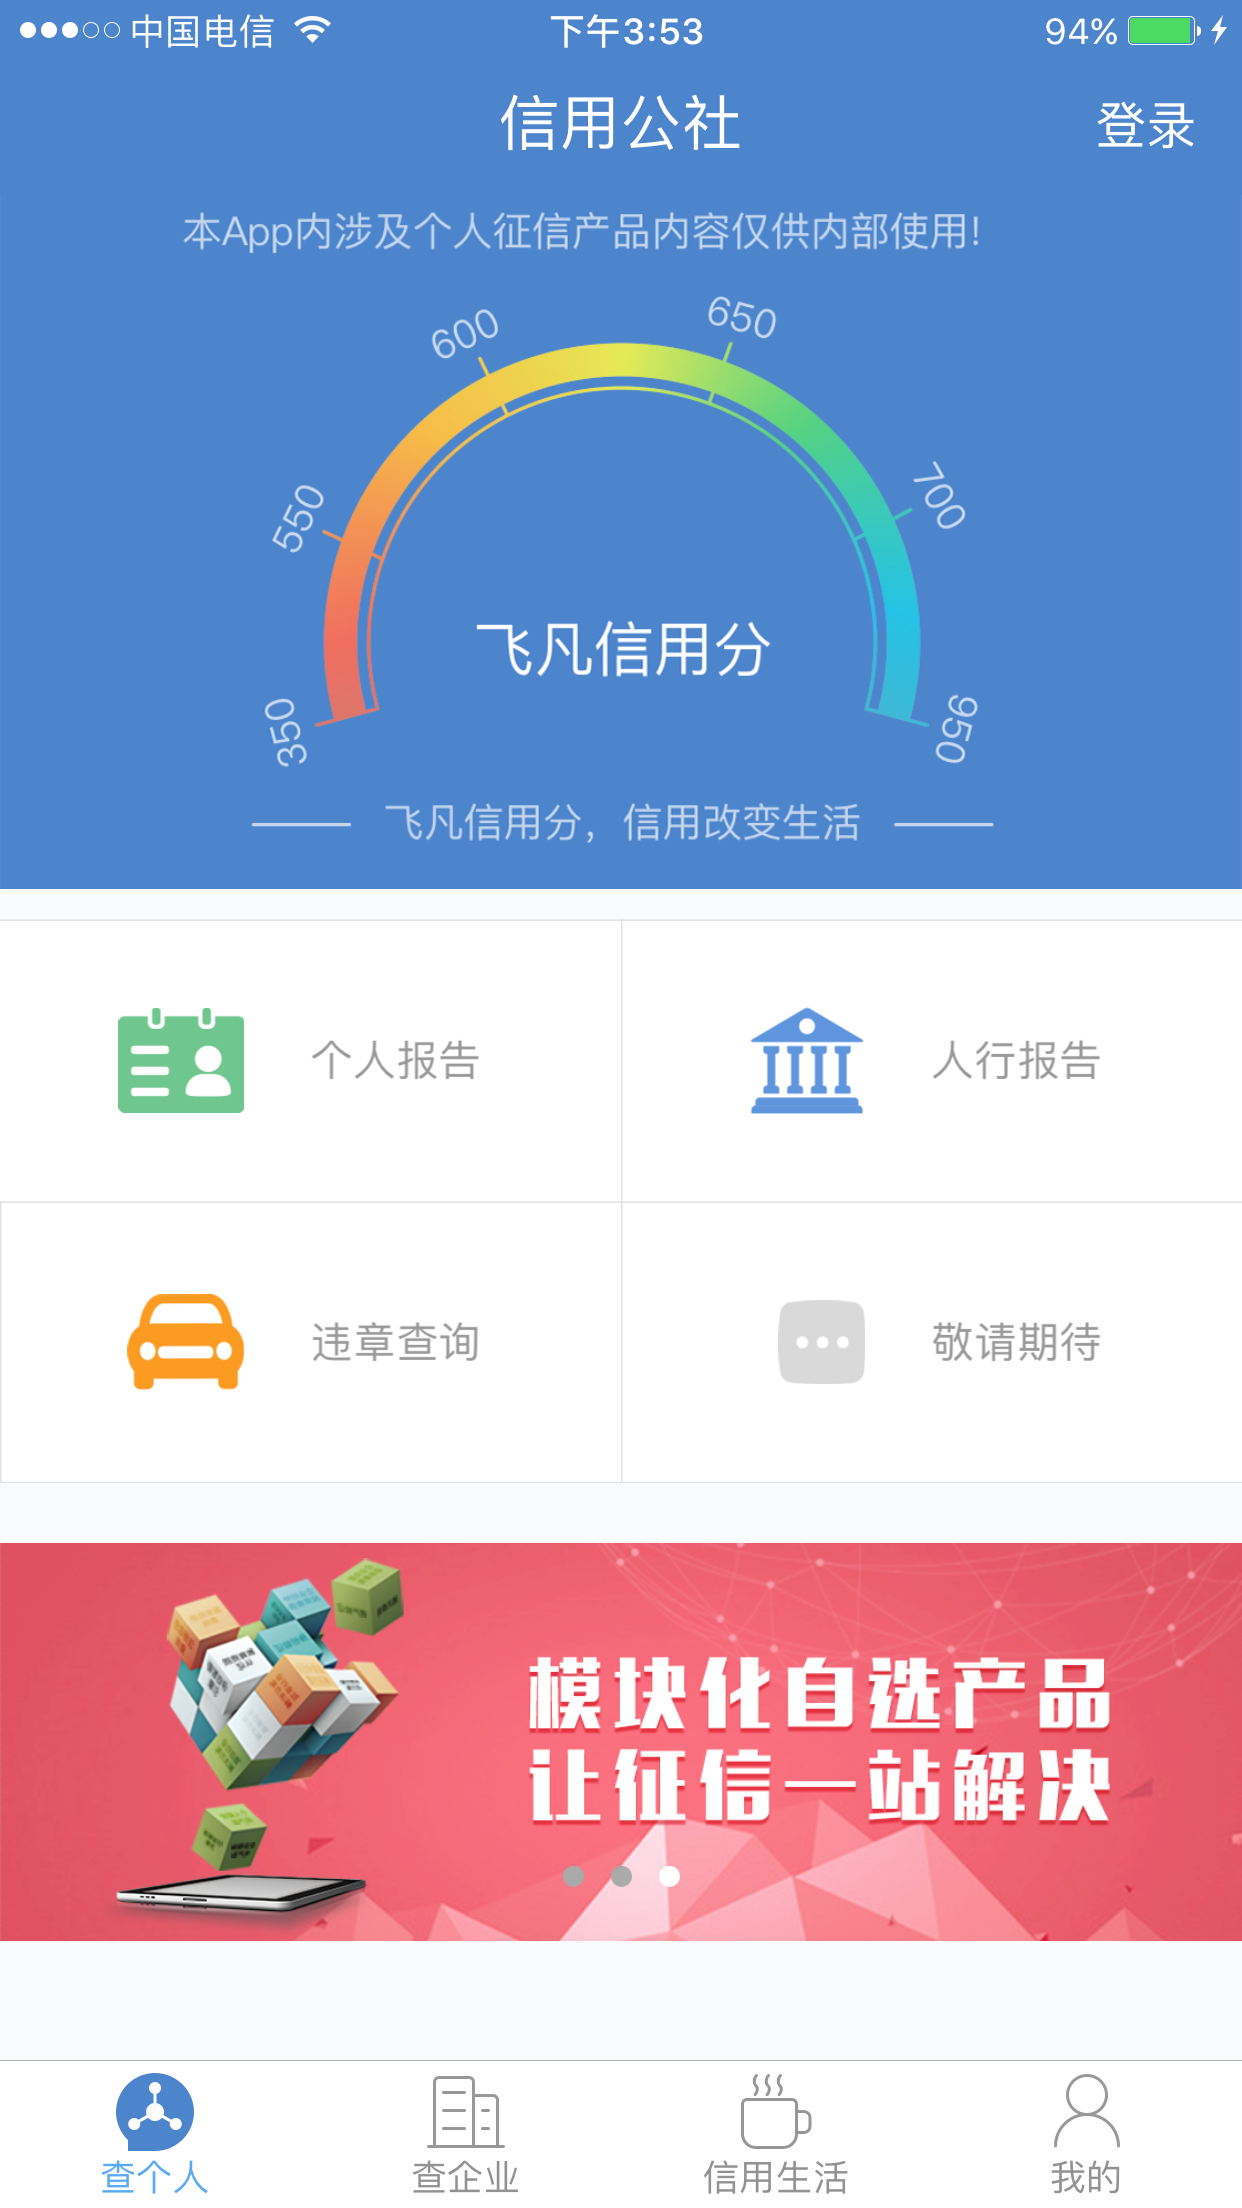 中国电信 下午3:53 94%
信用公社 登录
本App内涉及个人征信产品内容仅供内部使用!
600 650
550 700
飞凡信用分
350 950
飞凡信用分，信用改变生活
个人报告 人行报告
违章查询 敬请期待
模块化自选产品
让征信一站解决
查个人 查企业 信用生活 我的